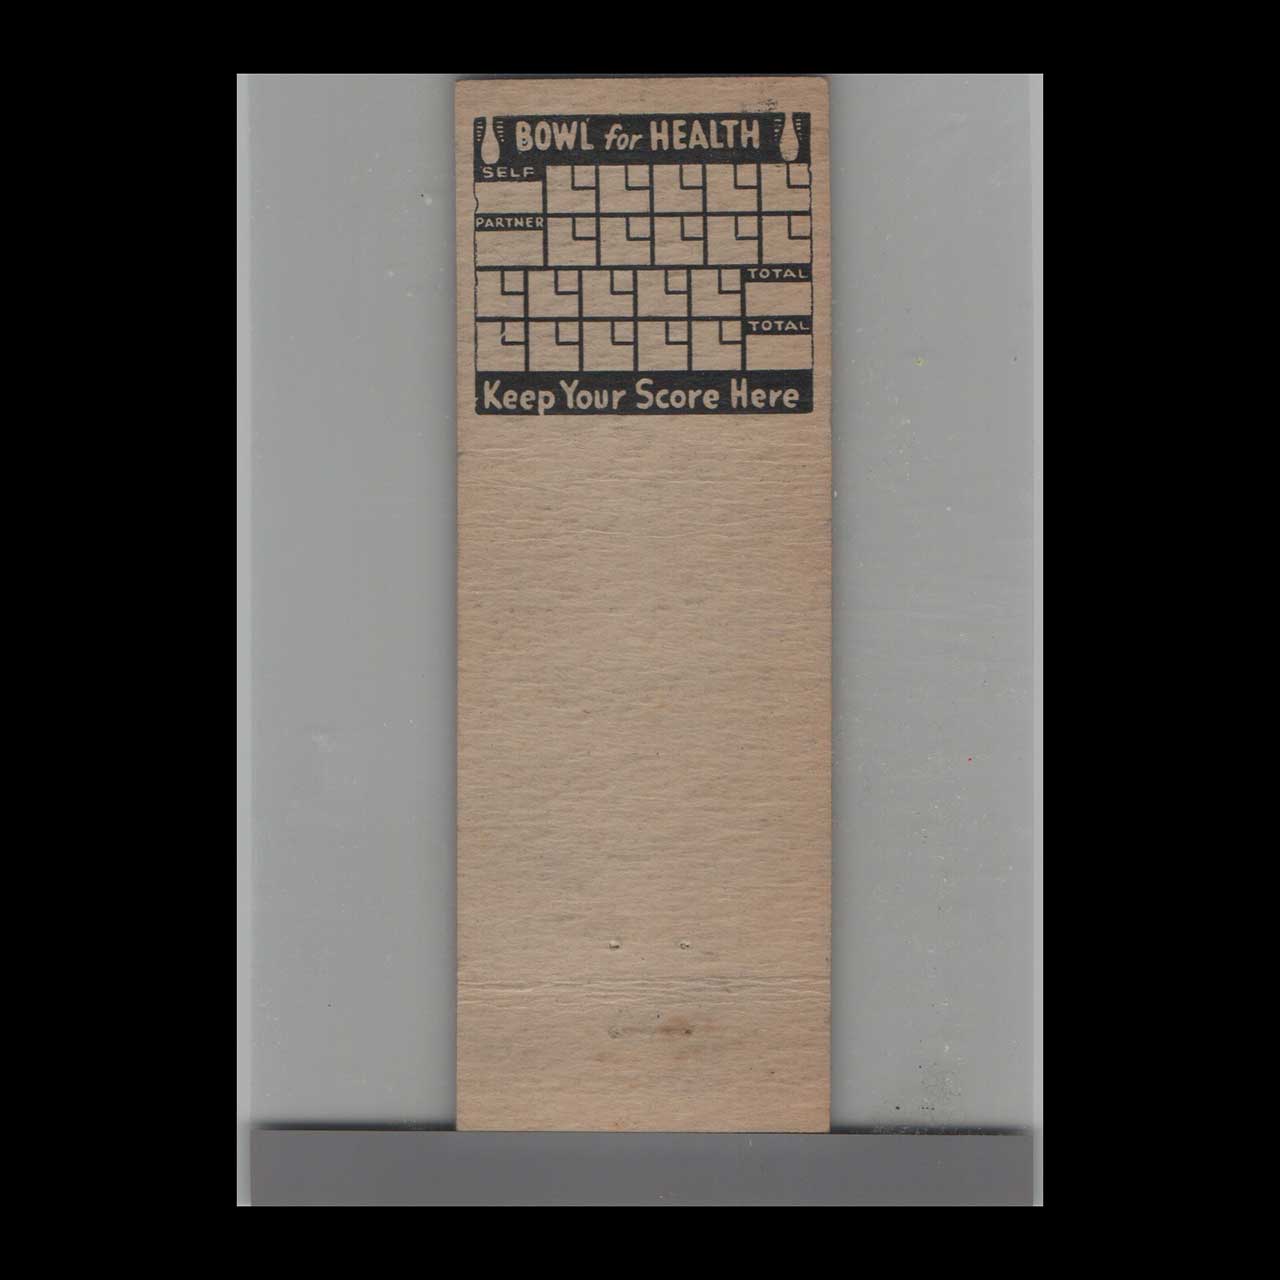 BOWL for HEALTH
SELF
PARTNER
TOTAL
TOTAL
Keep Your Score Here